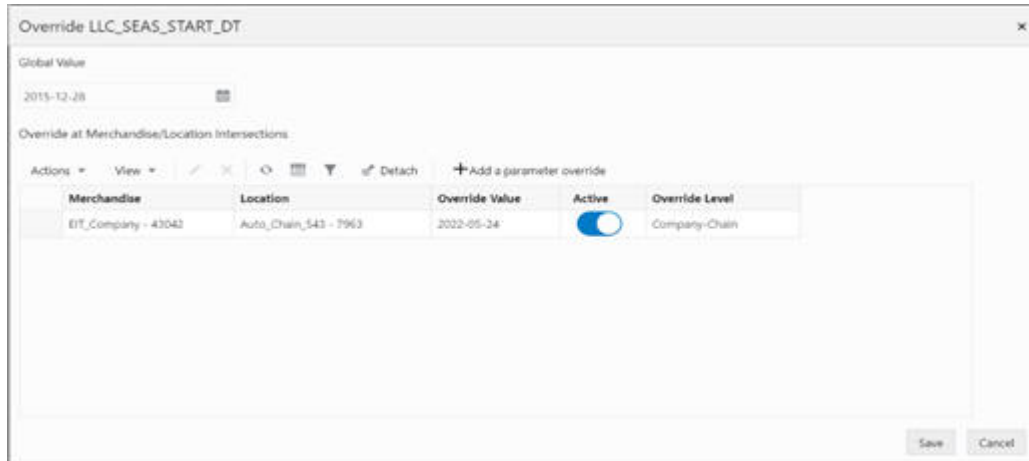 Override LLC_SEAS_START_DT
Global Value
2015-12-28
Override at Merchandise/Location Intersections
Actions View Detach Add a parameter override
Merchandise Location Override Value Active Override Level
EIT_Company - 43042 Auto_Chain_543 - 7963 2022-05-24 Company-Chain
Save Cancel